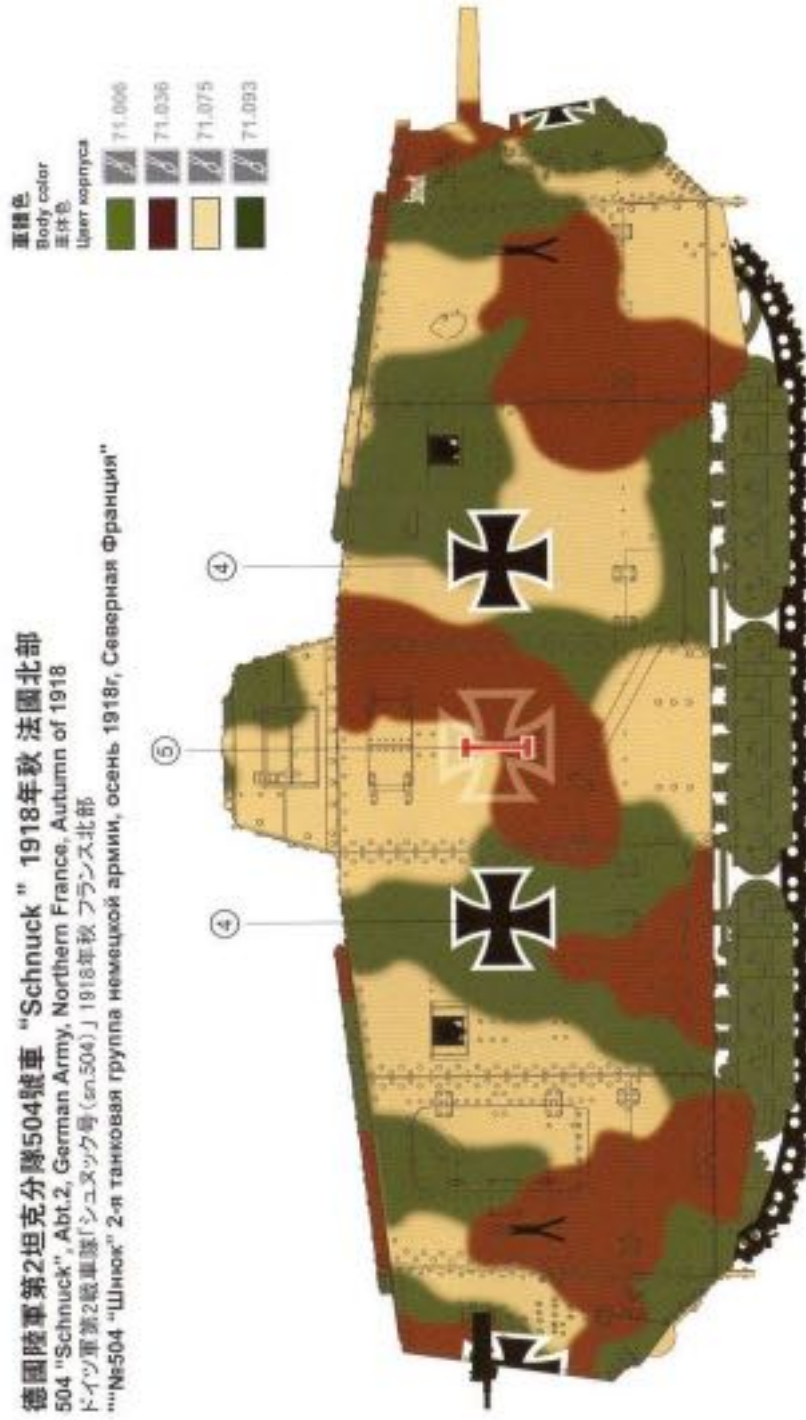 德國陸軍第2坦克分隊504號車 "Schnuck" 1918年秋 法國北部
504 "Schnuck", Abt.2, German Army, Northern France, Autumn of 1918
ドイツ軍第2戦車隊「シュヌック号(sn.504)」1918年秋 フランス北部
""№504 "Шнюк" 2-я танковая группа немецкой армии, осень 1918г, Северная Франция"
車體色
Body color
車体色
Цвет корпуса
71.006
71.036
71.075
71.093
4
5
4